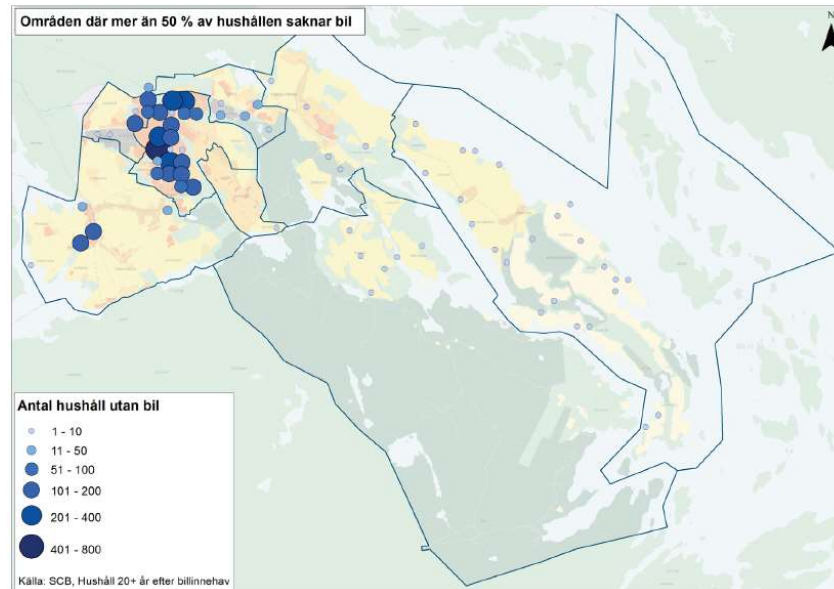 Områden där mer än 50 % av hushållen saknar bil
N
Antal hushåll utan bil
1 - 10
11 - 50
51 - 100
101 - 200
201 - 400
401 - 800
Källa: SCB, Hushåll 20+ år efter billinnehav